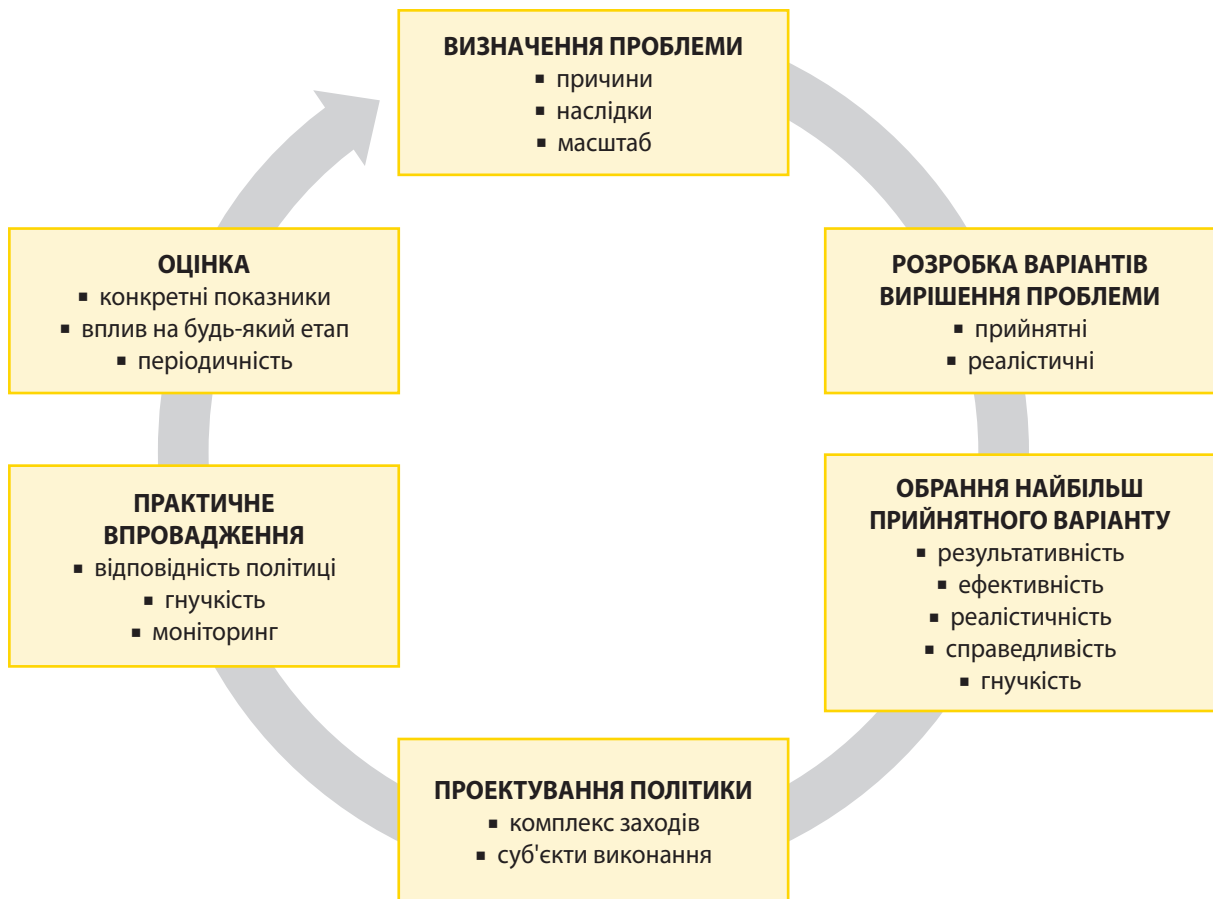 ВИЗНАЧЕННЯ ПРОБЛЕМИ
▪ причини
▪ наслідки
▪ масштаб
РОЗРОБКА ВАРІАНТІВ
ВИРІШЕННЯ ПРОБЛЕМИ
▪ прийнятні
▪ реалістичні
ОБРАННЯ НАЙБІЛЬШ
ПРИЙНЯТНОГО ВАРІАНТУ
▪ результативність
▪ ефективність
▪ реалістичність
▪ справедливість
▪ гнучкість
ПРОЕКТУВАННЯ ПОЛІТИКИ
▪ комплекс заходів
▪ суб'єкти виконання
ПРАКТИЧНЕ
ВПРОВАДЖЕННЯ
▪ відповідність політиці
▪ гнучкість
▪ моніторинг
ОЦІНКА
▪ конкретні показники
▪ вплив на будь-який етап
▪ періодичність